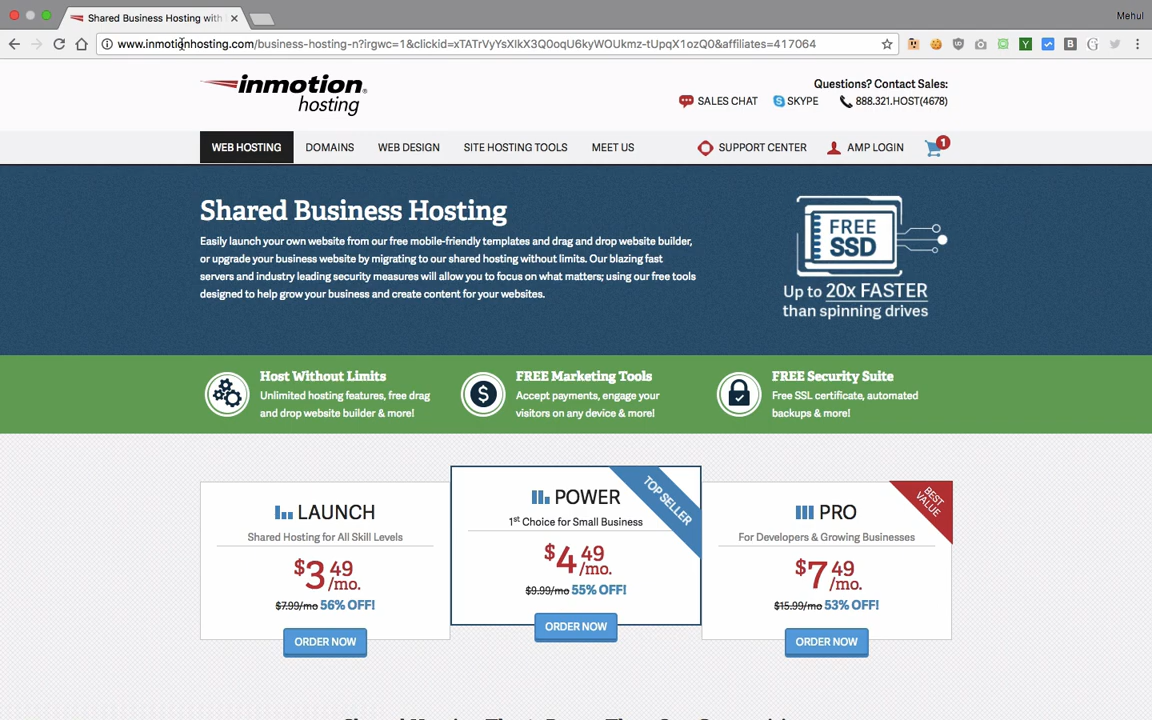 Shared Business Hosting with
Mehul
www.inmotionhosting.com/business-hosting-n?irgwc=1&clickid=xTATrVyYsXIkX3Q0oqU6kyWOUkmz-tUpqX1ozQ0&affiliates=417064
inmotion
hosting
Questions? Contact Sales:
SALES CHAT SKYPE 888.321.HOST(4678)
WEB HOSTING DOMAINS WEB DESIGN SITE HOSTING TOOLS MEET US SUPPORT CENTER AMP LOGIN 1
Shared Business Hosting
Easily launch your own website from our free mobile-friendly templates and drag and drop website builder,
or upgrade your business website by migrating to our shared hosting without limits. Our blazing fast
servers and industry leading security measures will allow you to focus on what matters; using our free tools
designed to help grow your business and create content for your websites.
FREE
SSD
Up to 20x FASTER
than spinning drives
Host Without Limits
Unlimited hosting features, free drag
and drop website builder & more!
FREE Marketing Tools
Accept payments, engage your
visitors on any device & more!
FREE Security Suite
Free SSL certificate, automated
backups & more!
LAUNCH
Shared Hosting for All Skill Levels
$3.49/mo.
$7.99/mo 56% OFF!
ORDER NOW
TOP SELLER
POWER
1st Choice for Small Business
$4.49/mo.
$9.99/mo 55% OFF!
ORDER NOW
BEST
VALUE
PRO
For Developers & Growing Businesses
$7.49/mo.
$15.99/mo 53% OFF!
ORDER NOW